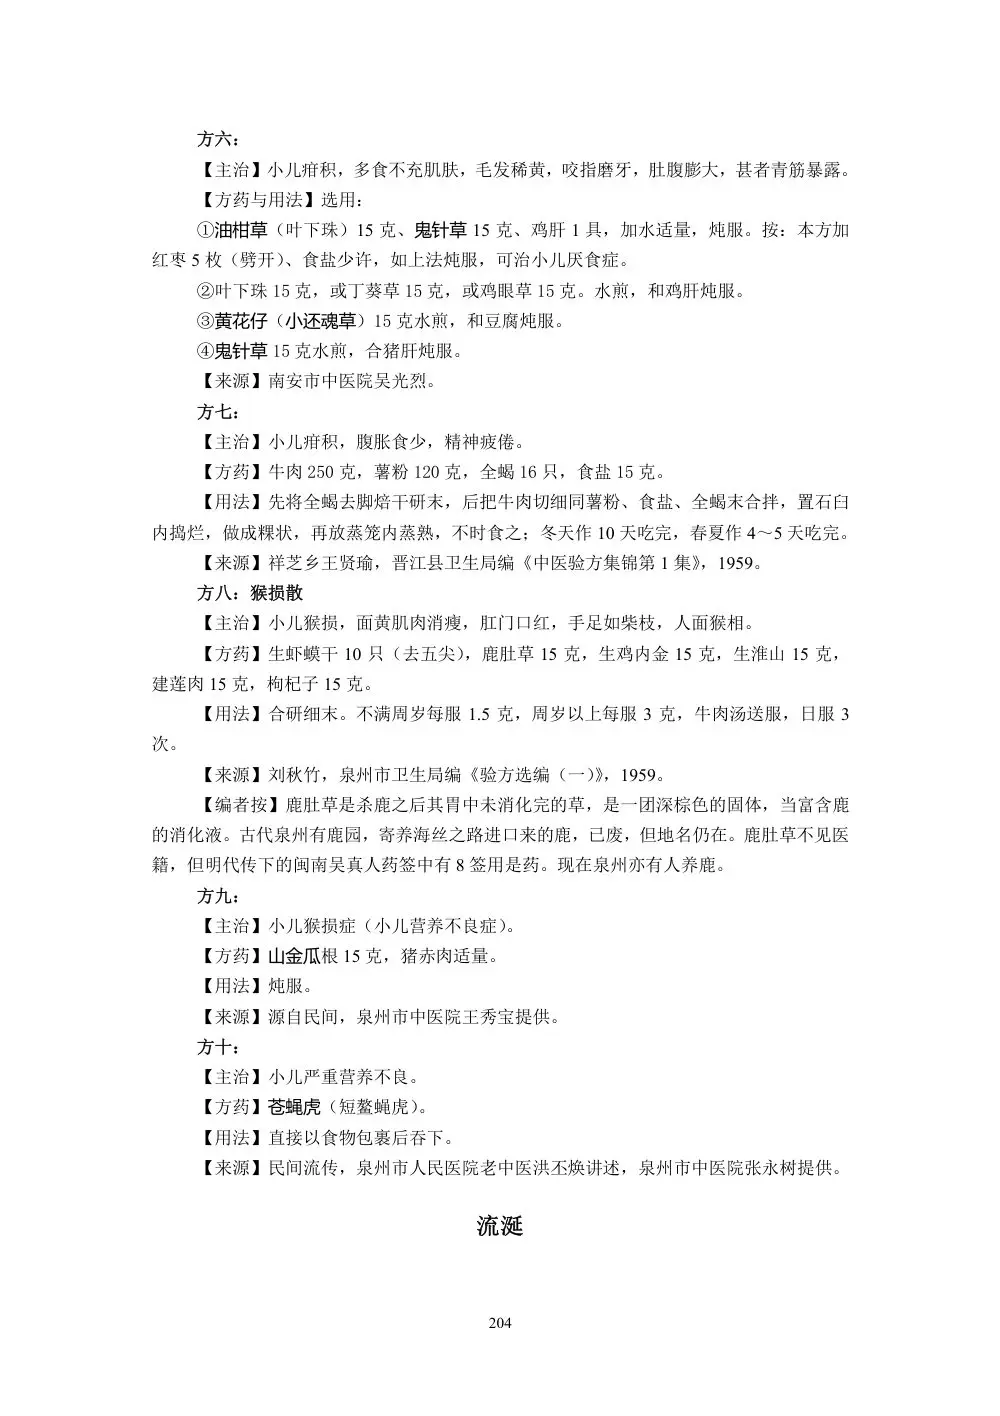 方六：
【主治】小儿疳积，多食不充肌肤，毛发稀黄，咬指磨牙，肚腹膨大，甚者青筋暴露。
【方药与用法】选用：
①油柑草（叶下珠）15 克、鬼针草 15 克、鸡肝 1 具，加水适量，炖服。按：本方加
红枣 5 枚（劈开）、食盐少许，如上法炖服，可治小儿厌食症。
②叶下珠 15 克，或丁葵草 15 克，或鸡眼草 15 克。水煎，和鸡肝炖服。
③黄花仔（小还魂草）15 克水煎，和豆腐炖服。
④鬼针草 15 克水煎，合猪肝炖服。
【来源】南安市中医院吴光烈。
方七：
【主治】小儿疳积，腹胀食少，精神疲倦。
【方药】牛肉 250 克，薯粉 120 克，全蝎 16 只，食盐 15 克。
【用法】先将全蝎去脚焙干研末，后把牛肉切细同薯粉、食盐、全蝎末合拌，置石臼
内捣烂，做成粿状，再放蒸笼内蒸熟，不时食之；冬天作 10 天吃完，春夏作 4～5 天吃完。
【来源】祥芝乡王贤瑜，晋江县卫生局编《中医验方集锦第 1 集》，1959。
方八：猴损散
【主治】小儿猴损，面黄肌肉消瘦，肛门口红，手足如柴枝，人面猴相。
【方药】生虾蟆干 10 只（去五尖），鹿肚草 15 克，生鸡内金 15 克，生淮山 15 克，
建莲肉 15 克，枸杞子 15 克。
【用法】合研细末。不满周岁每服 1.5 克，周岁以上每服 3 克，牛肉汤送服，日服 3
次。
【来源】刘秋竹，泉州市卫生局编《验方选编（一）》，1959。
【编者按】鹿肚草是杀鹿之后其胃中未消化完的草，是一团深棕色的固体，当富含鹿
的消化液。古代泉州有鹿园，寄养海丝之路进口来的鹿，已废，但地名仍在。鹿肚草不见医
籍，但明代传下的闽南吴真人药签中有 8 签用是药。现在泉州亦有人养鹿。
方九：
【主治】小儿猴损症（小儿营养不良症）。
【方药】山金瓜根 15 克，猪赤肉适量。
【用法】炖服。
【来源】源自民间，泉州市中医院王秀宝提供。
方十：
【主治】小儿严重营养不良。
【方药】苍蝇虎（短螯蝇虎）。
【用法】直接以食物包裹后吞下。
【来源】民间流传，泉州市人民医院老中医洪丕焕讲述，泉州市中医院张永树提供。
流涎
204